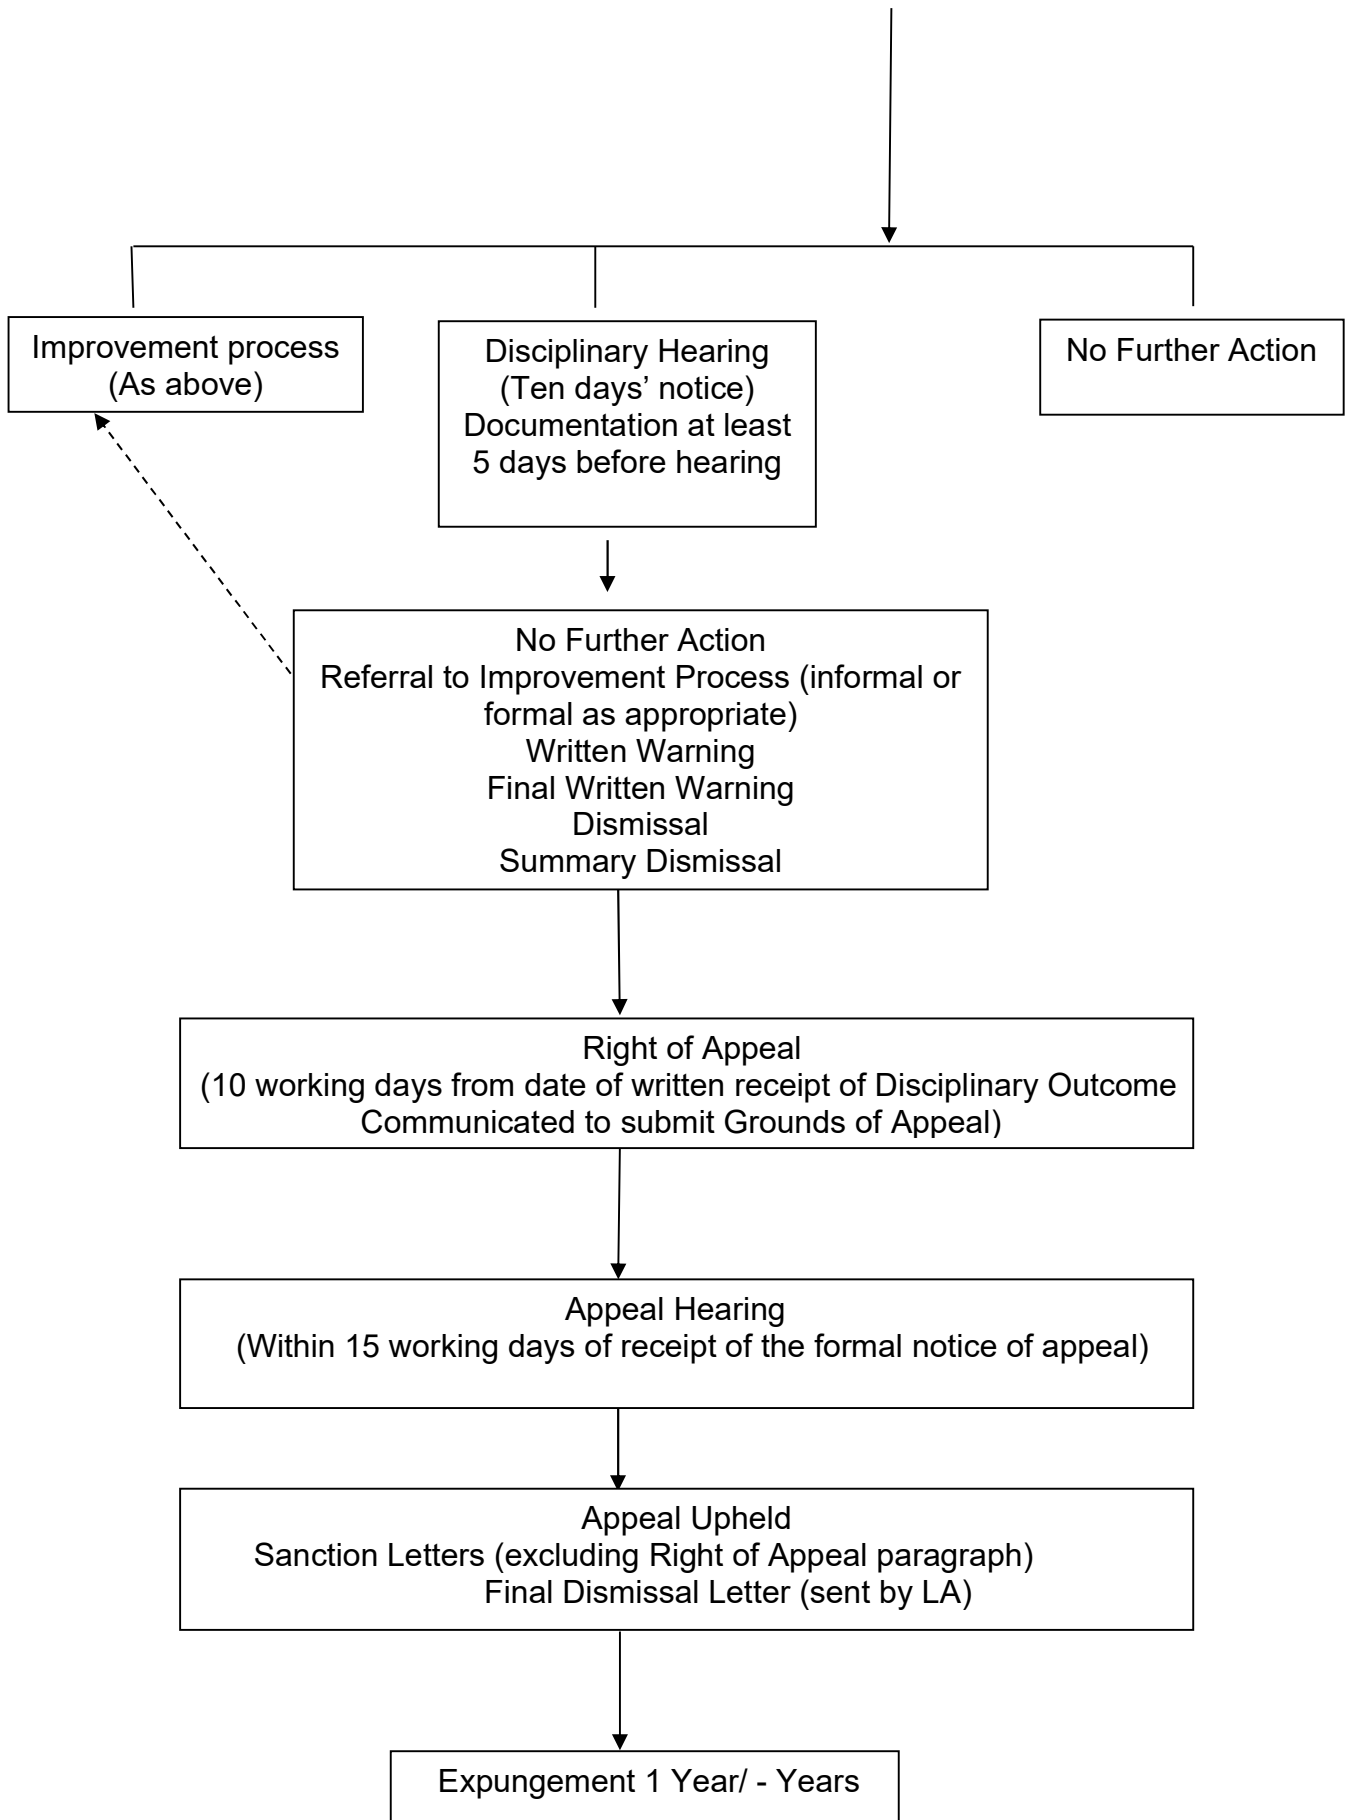 Improvement process
(As above)
Disciplinary Hearing
(Ten days’ notice)
Documentation at least
5 days before hearing
No Further Action
No Further Action
Referral to Improvement Process (informal or
formal as appropriate)
Written Warning
Final Written Warning
Dismissal
Summary Dismissal
Right of Appeal
(10 working days from date of written receipt of Disciplinary Outcome
Communicated to submit Grounds of Appeal)
Appeal Hearing
(Within 15 working days of receipt of the formal notice of appeal)
Appeal Upheld
Sanction Letters (excluding Right of Appeal paragraph)
Final Dismissal Letter (sent by LA)
Expungement 1 Year/ - Years